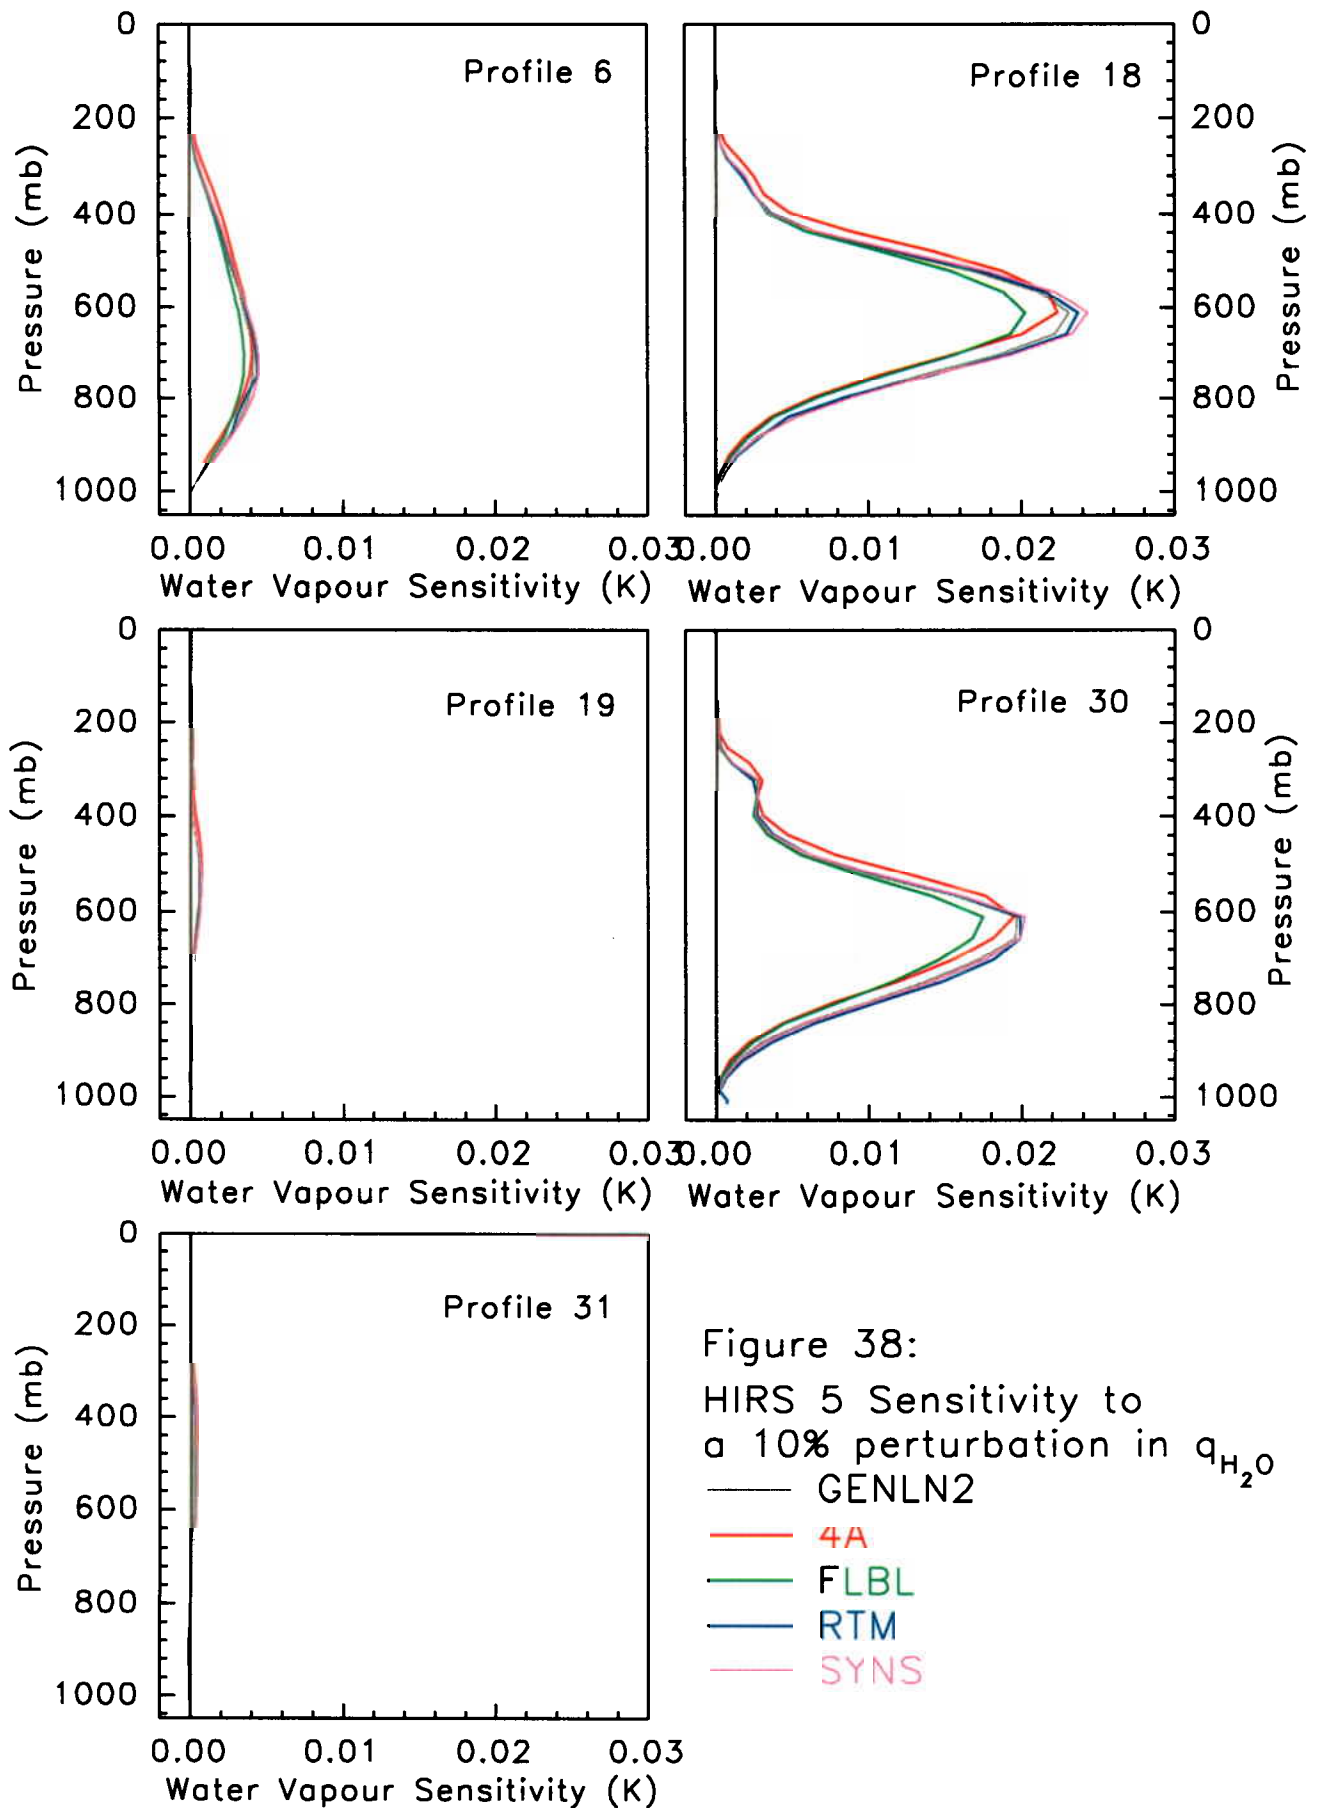 Profile 6
0
200
400
600
800
1000
Pressure (mb)
0.00 0.01 0.02 0.03
Water Vapour Sensitivity (K)
Profile 18
0
200
400
600
800
1000
Pressure (mb)
0.00 0.01 0.02 0.03
Water Vapour Sensitivity (K)
Profile 19
0
200
400
600
800
1000
Pressure (mb)
0.00 0.01 0.02 0.03
Water Vapour Sensitivity (K)
Profile 30
0
200
400
600
800
1000
Pressure (mb)
0.00 0.01 0.02 0.03
Water Vapour Sensitivity (K)
Profile 31
0
200
400
600
800
1000
Pressure (mb)
0.00 0.01 0.02 0.03
Water Vapour Sensitivity (K)
Figure 38:
HIRS 5 Sensitivity to
a 10% perturbation in q_H₂O
GENLN2
4A
FLBL
RTM
SYNS